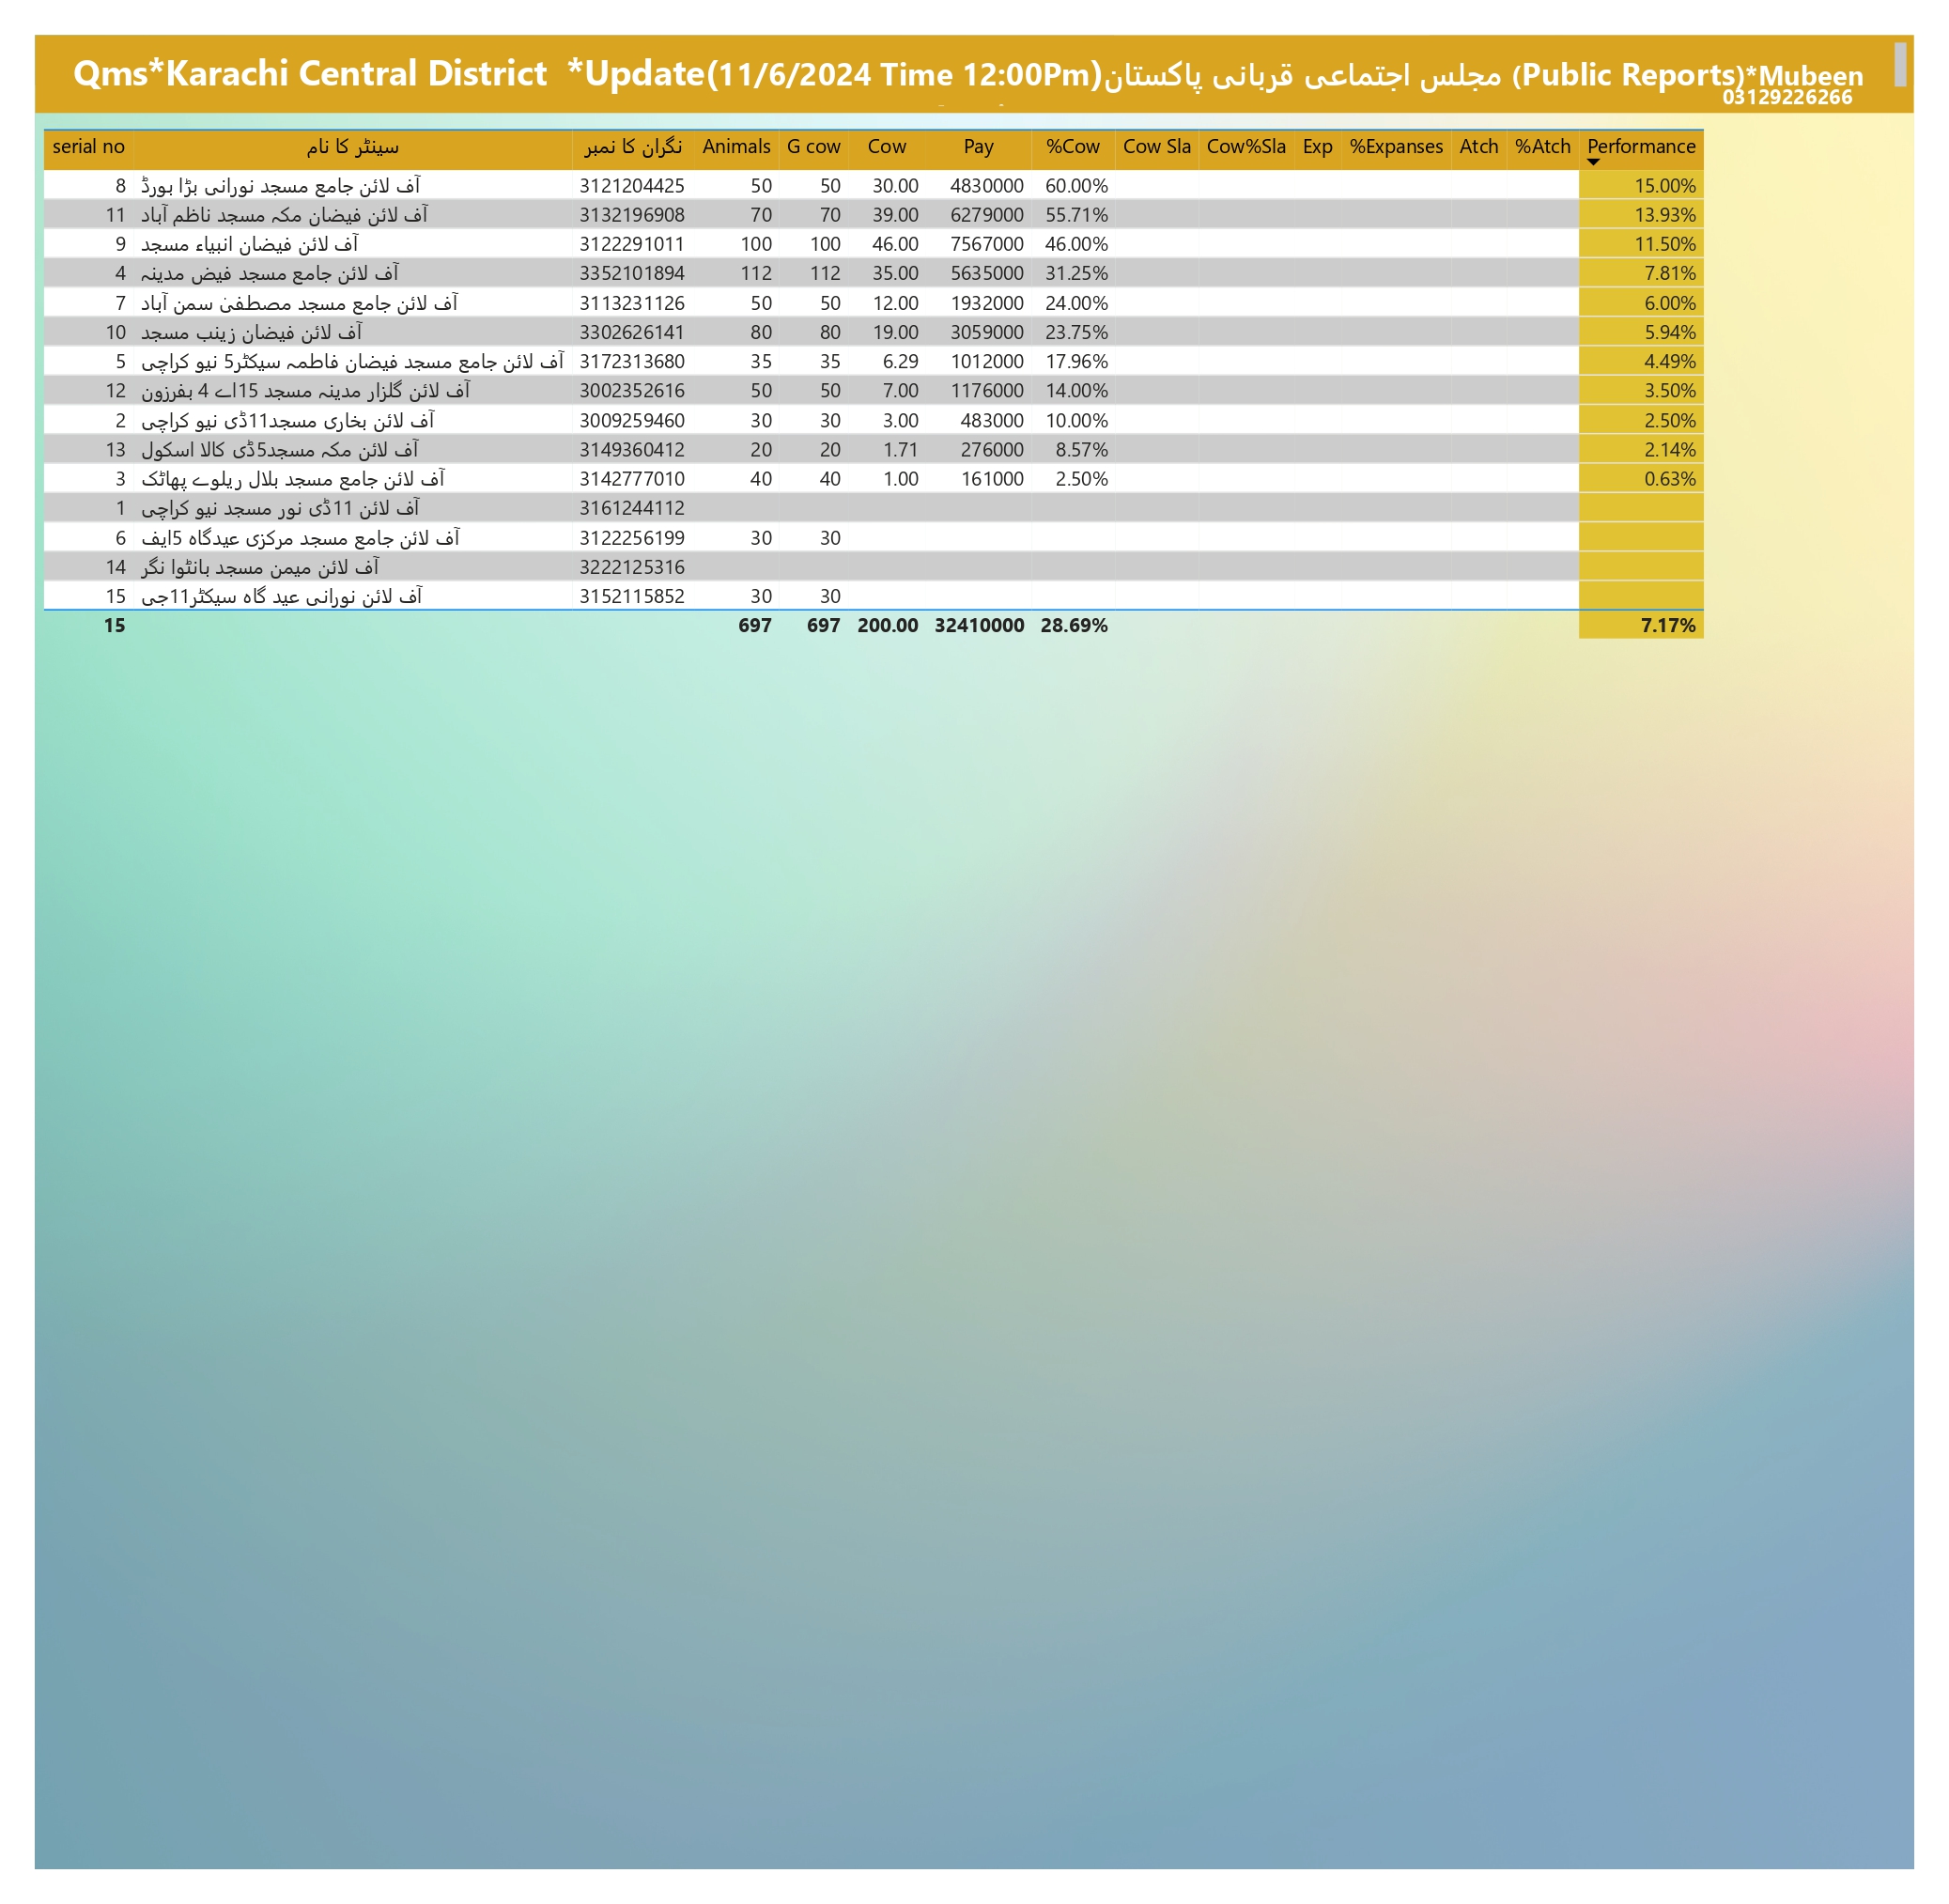 Qms*Karachi Central District *Update(11/6/2024 Time 12:00Pm)مجلس اجتماعی قربانی پاکستان (Public Reports)*Mubeen
03129226266
serial no سینٹر کا نام نگران کا نمبر Animals G cow Cow Pay %Cow Cow Sla Cow%Sla Exp %Expanses Atch %Atch Performance
8 آف لائن جامع مسجد نورانی بڑا بورڈ 3121204425 50 50 30.00 4830000 60.00% 15.00%
11 آف لائن فیضان مکہ مسجد ناظم آباد 3132196908 70 70 39.00 6279000 55.71% 13.93%
9 آف لائن فیضان انبیاء مسجد 3122291011 100 100 46.00 7567000 46.00% 11.50%
4 آف لائن جامع مسجد فیض مدینہ 3352101894 112 112 35.00 5635000 31.25% 7.81%
7 آف لائن جامع مسجد مصطفیٰ سمن آباد 3113231126 50 50 12.00 1932000 24.00% 6.00%
10 آف لائن فیضان زینب مسجد 3302626141 80 80 19.00 3059000 23.75% 5.94%
5 آف لائن جامع مسجد فیضان فاطمہ سیکٹر5 نیو کراچی 3172313680 35 35 6.29 1012000 17.96% 4.49%
12 آف لائن گلزار مدینہ مسجد 15اے 4 بفرزون 3002352616 50 50 7.00 1176000 14.00% 3.50%
2 آف لائن بخاری مسجد11ڈی نیو کراچی 3009259460 30 30 3.00 483000 10.00% 2.50%
13 آف لائن مکہ مسجد5ڈی کالا اسکول 3149360412 20 20 1.71 276000 8.57% 2.14%
3 آف لائن جامع مسجد بلال ریلوے پھاٹک 3142777010 40 40 1.00 161000 2.50% 0.63%
1 آف لائن 11ڈی نور مسجد نیو کراچی 3161244112
6 آف لائن جامع مسجد مرکزی عیدگاہ 5ایف 3122256199 30 30
14 آف لائن میمن مسجد بانٹوا نگر 3222125316
15 آف لائن نورانی عید گاہ سیکٹر11جی 3152115852 30 30
15 697 697 200.00 32410000 28.69% 7.17%